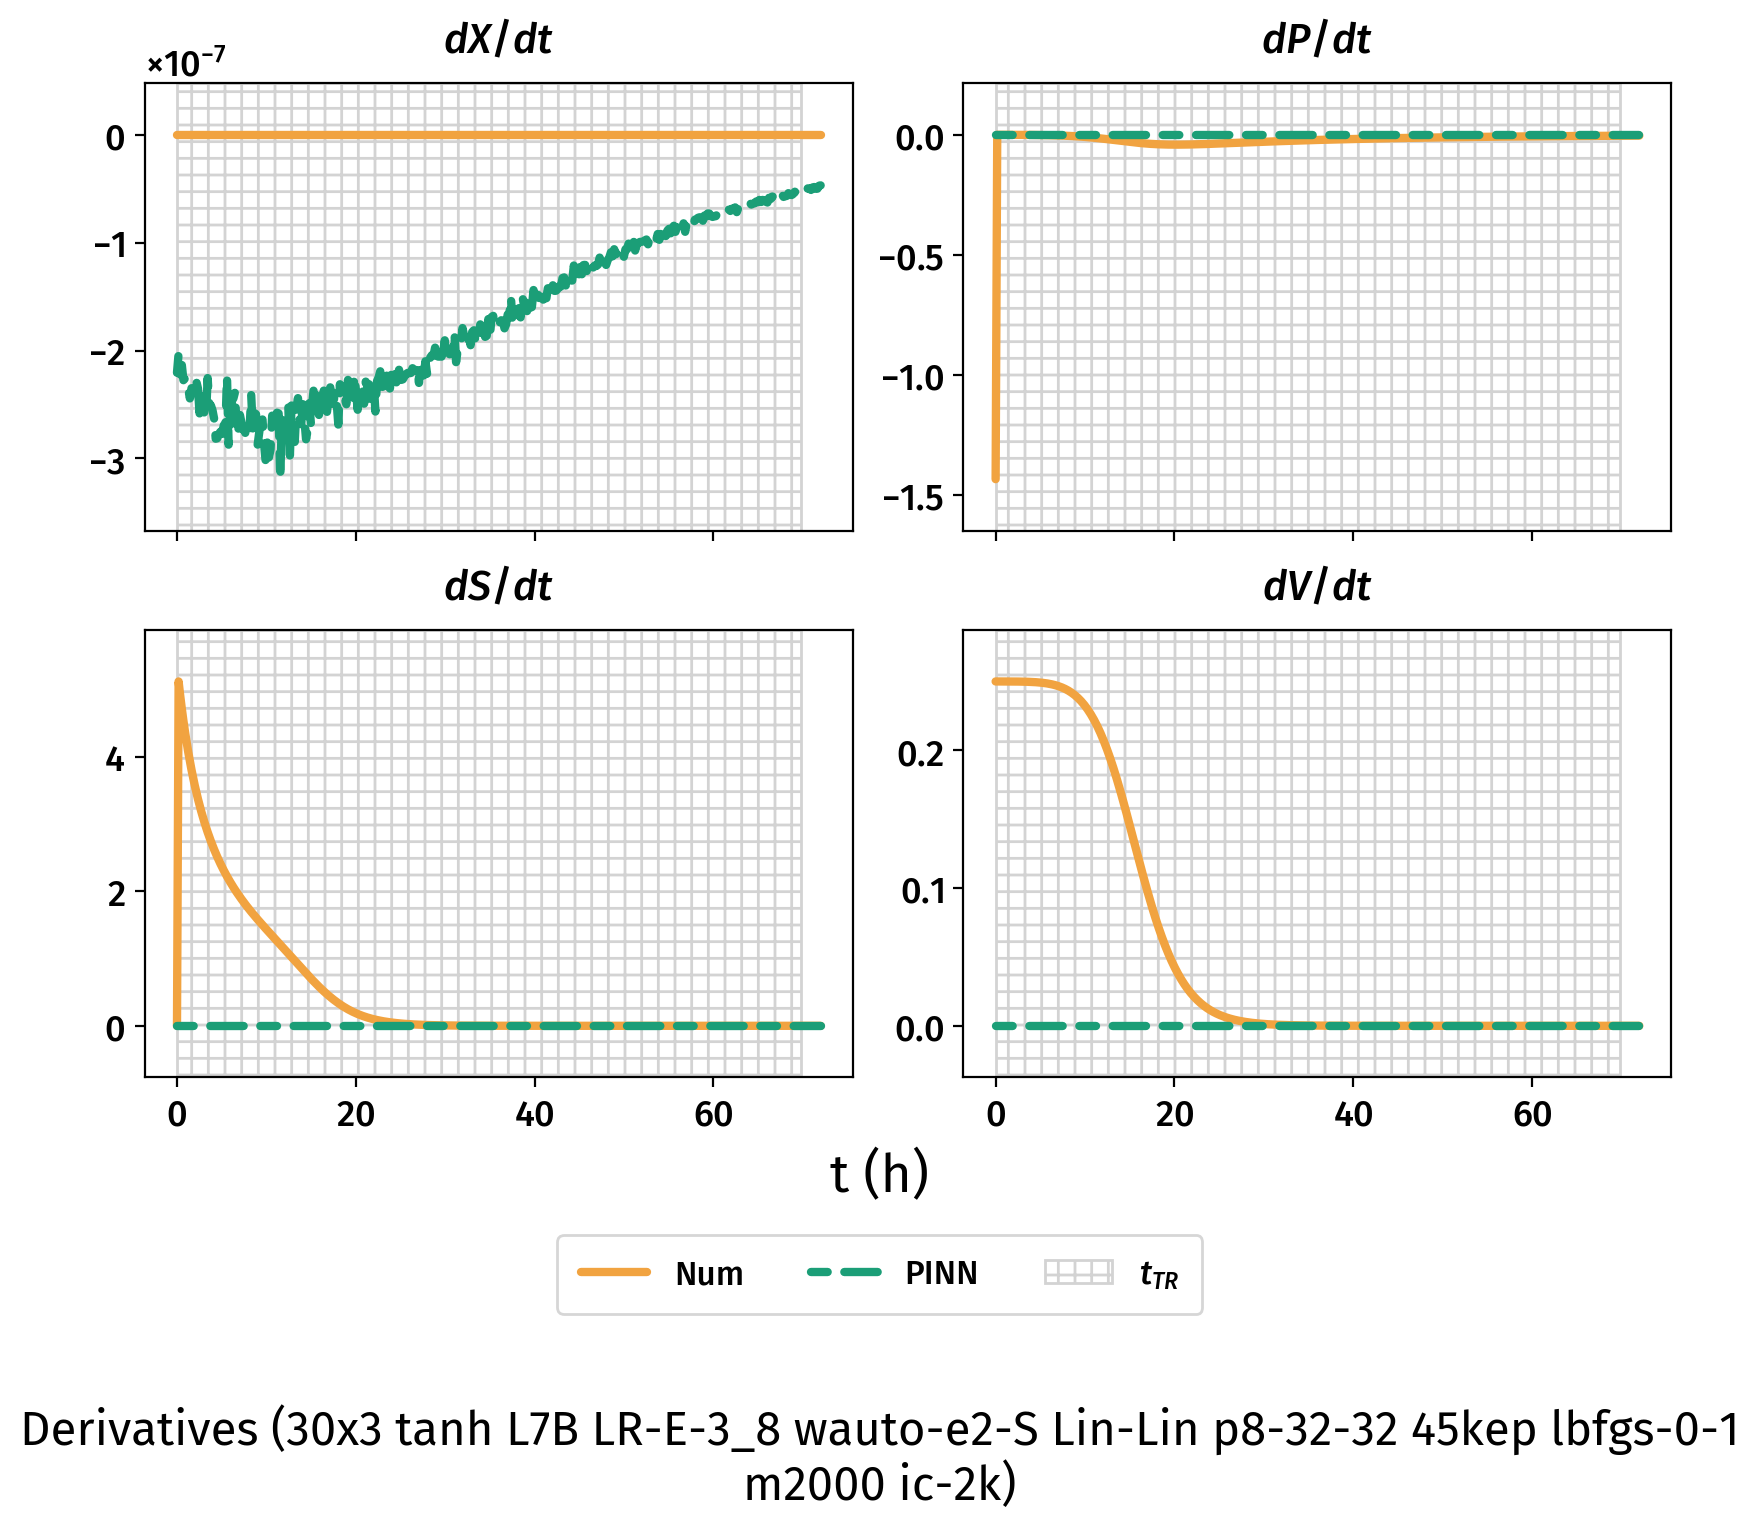 dX/dt
dP/dt
×10⁻⁷
0
−1
−2
−3
0.0
−0.5
−1.0
−1.5
dS/dt
dV/dt
4
2
0
0.2
0.1
0.0
0 20 40 60
0 20 40 60
t (h)
Num PINN t_TR
Derivatives (30x3 tanh L7B LR-E-3_8 wauto-e2-S Lin-Lin p8-32-32 45kep lbfgs-0-1
m2000 ic-2k)